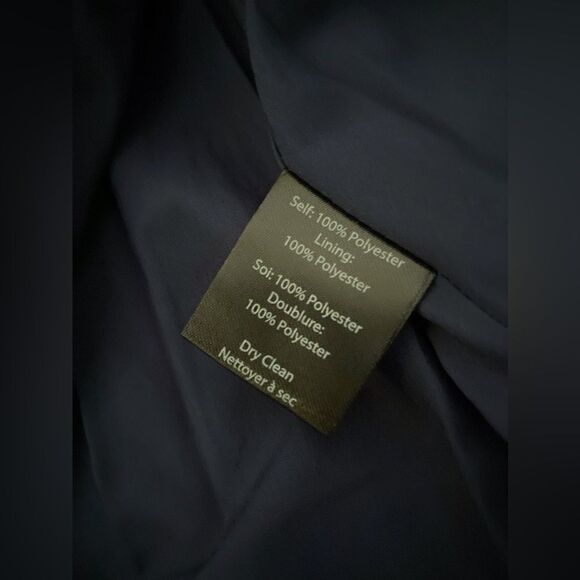 Self: 100% Polyester
Lining:
100% Polyester
Soi: 100% Polyester
Doublure:
100% Polyester
Dry Clean
Nettoyer à sec